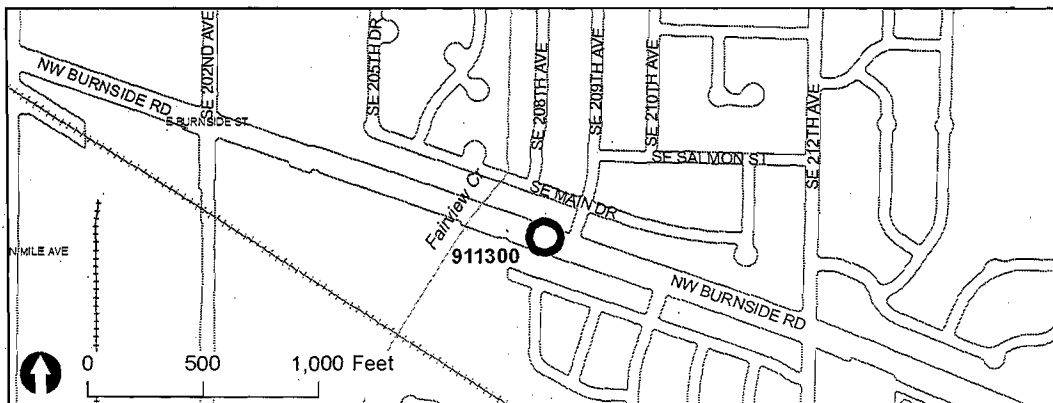 NW BURNSIDE RD
SE 202ND AVE
E BURNSIDE ST
SE 205TH DR
SE 208TH AVE
SE 209TH AVE
SE 210TH AVE
SE 212TH AVE
SE SALMON ST
SE MAIN DR
Fairview Cr
911300
N MILE AVE
NW BURNSIDE RD
0 500 1,000 Feet